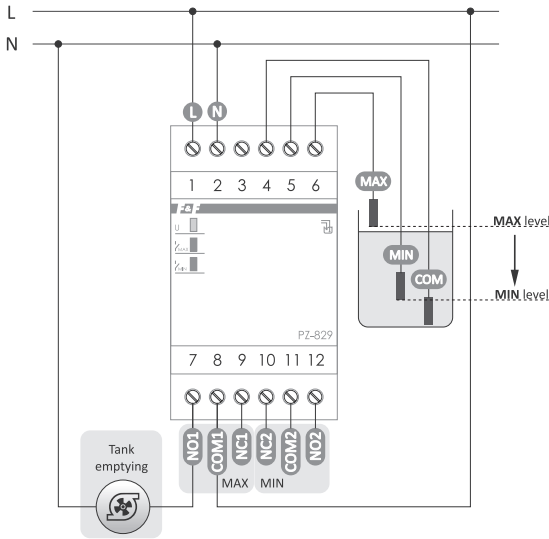 L
N
L N
1 2 3 4 5 6
F&F
U
MAX
MIN
COM
MAX level
MIN level
PZ-829
7 8 9 10 11 12
NO1 COM1 NC1 NC2 COM2 NO2
MAX MIN
Tank
emptying